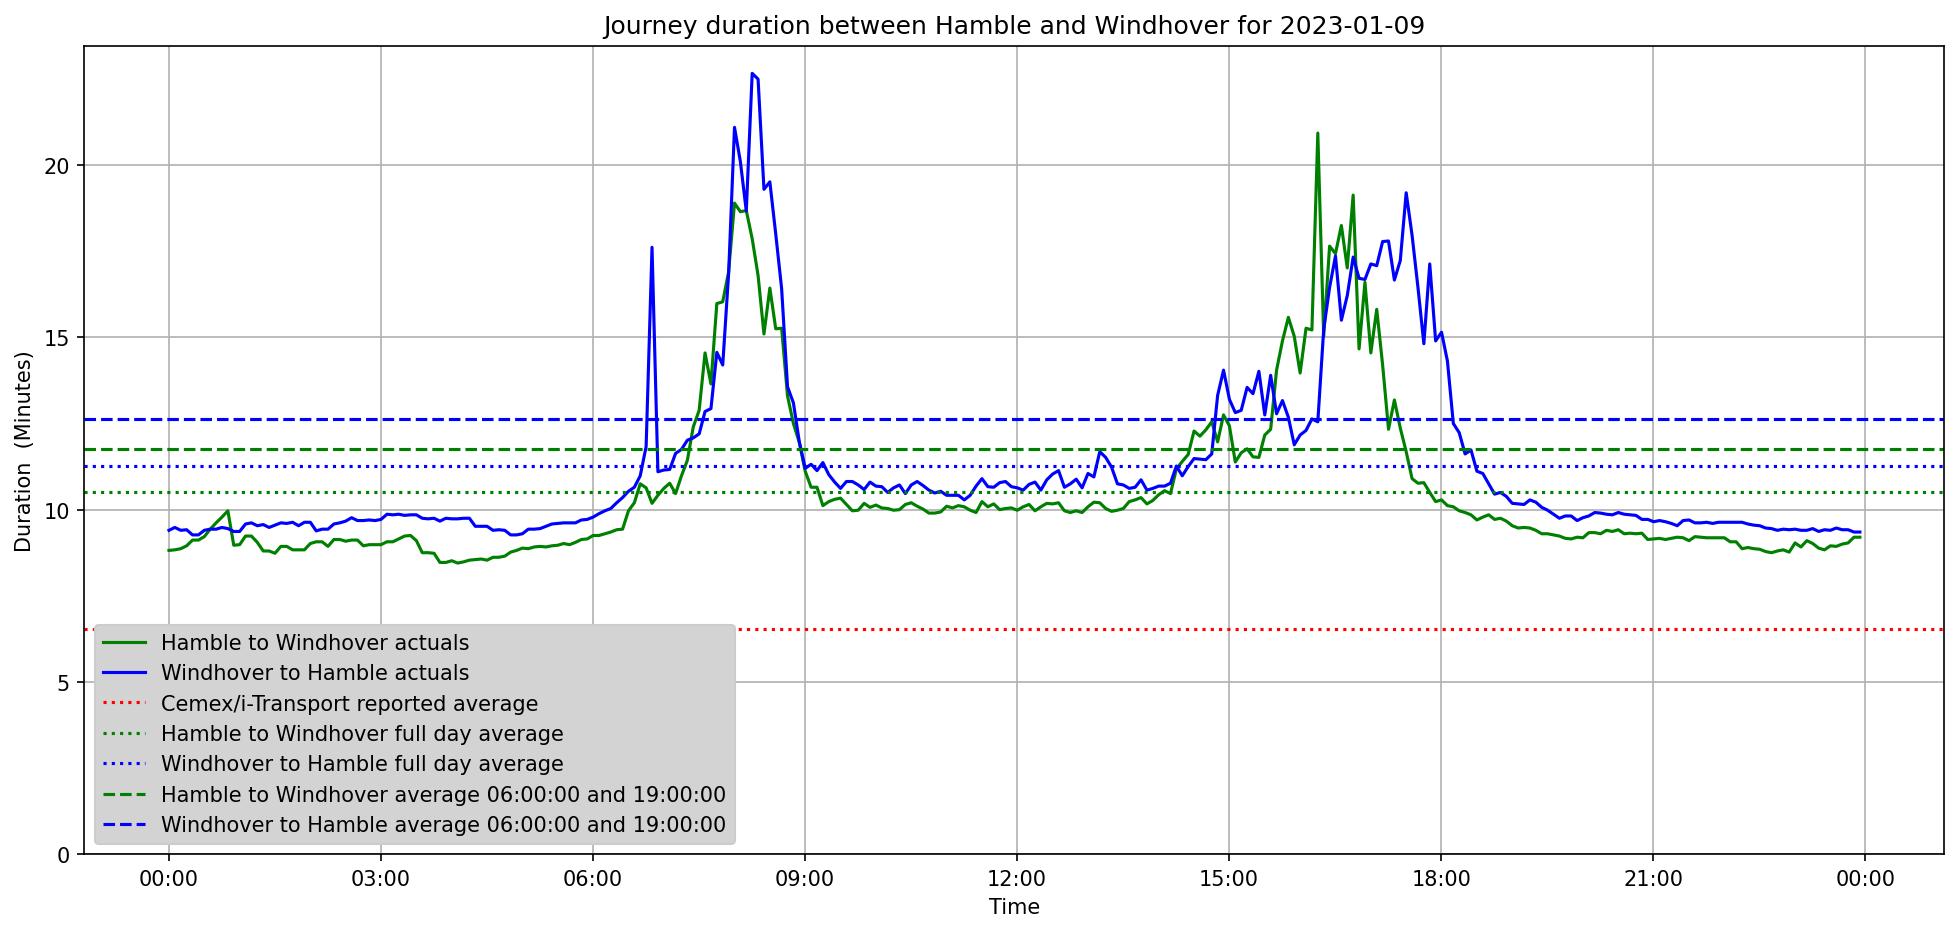 Journey duration between Hamble and Windhover for 2023-01-09
Duration  (Minutes)
20
15
10
5
0
Hamble to Windhover actuals
Windhover to Hamble actuals
Cemex/i-Transport reported average
Hamble to Windhover full day average
Windhover to Hamble full day average
Hamble to Windhover average 06:00:00 and 19:00:00
Windhover to Hamble average 06:00:00 and 19:00:00
00:00 03:00 06:00 09:00 12:00 15:00 18:00 21:00 00:00
Time